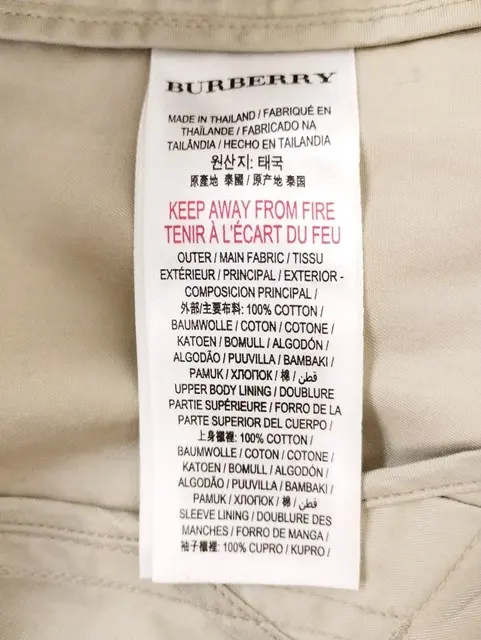 BURBERRY
MADE IN THAILAND / FABRIQUÉ EN
THAÏLANDE / FABRICADO NA
TAILÂNDIA / HECHO EN TAILANDIA
원산지: 태국
原產地 泰國 / 原产地 泰国
KEEP AWAY FROM FIRE
TENIR À L'ÉCART DU FEU
OUTER / MAIN FABRIC / TISSU
EXTÉRIEUR / PRINCIPAL / EXTERIOR -
COMPOSICION PRINCIPAL /
外部/主要布料: 100% COTTON /
BAUMWOLLE / COTON / COTONE /
KATOEN / BOMULL / ALGODÓN /
ALGODÃO / PUUVILLA / BAMBAKI /
PAMUK / ХЛОПОК / 棉 / قطن /
UPPER BODY LINING / DOUBLURE
PARTIE SUPÉRIEURE / FORRO DE LA
PARTE SUPERIOR DEL CUERPO /
上身襯裡: 100% COTTON /
BAUMWOLLE / COTON / COTONE /
KATOEN / BOMULL / ALGODÓN /
ALGODÃO / PUUVILLA / BAMBAKI /
PAMUK / ХЛОПОК / 棉 / قطن /
SLEEVE LINING / DOUBLURE DES
MANCHES / FORRO DE MANGA /
袖子襯裡: 100% CUPRO / KUPRO /